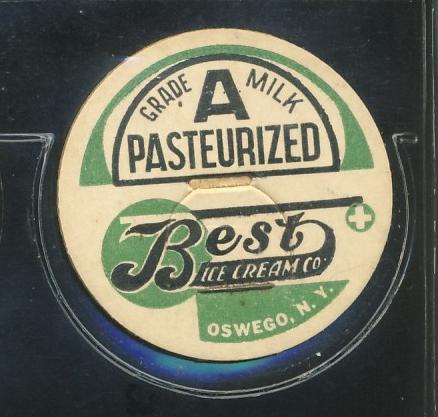 GRADE A MILK
PASTEURIZED
Best
ICE CREAM CO.
OSWEGO, N.Y.